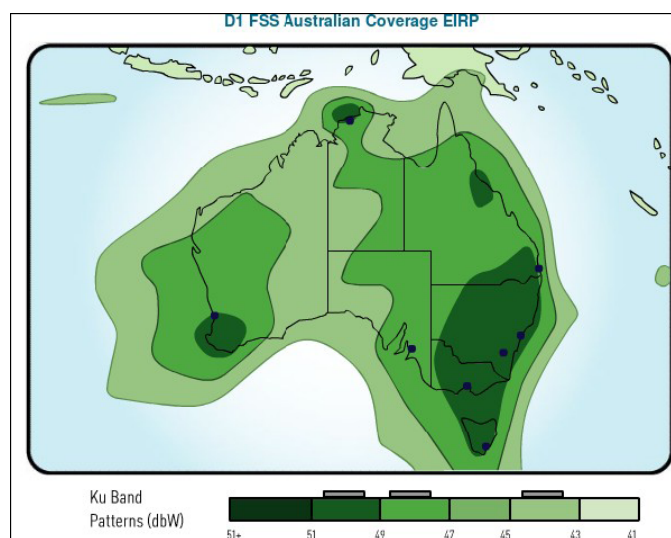 D1 FSS Australian Coverage EIRP
Ku Band
Patterns (dbW)
51+ 51 49 47 45 43 41